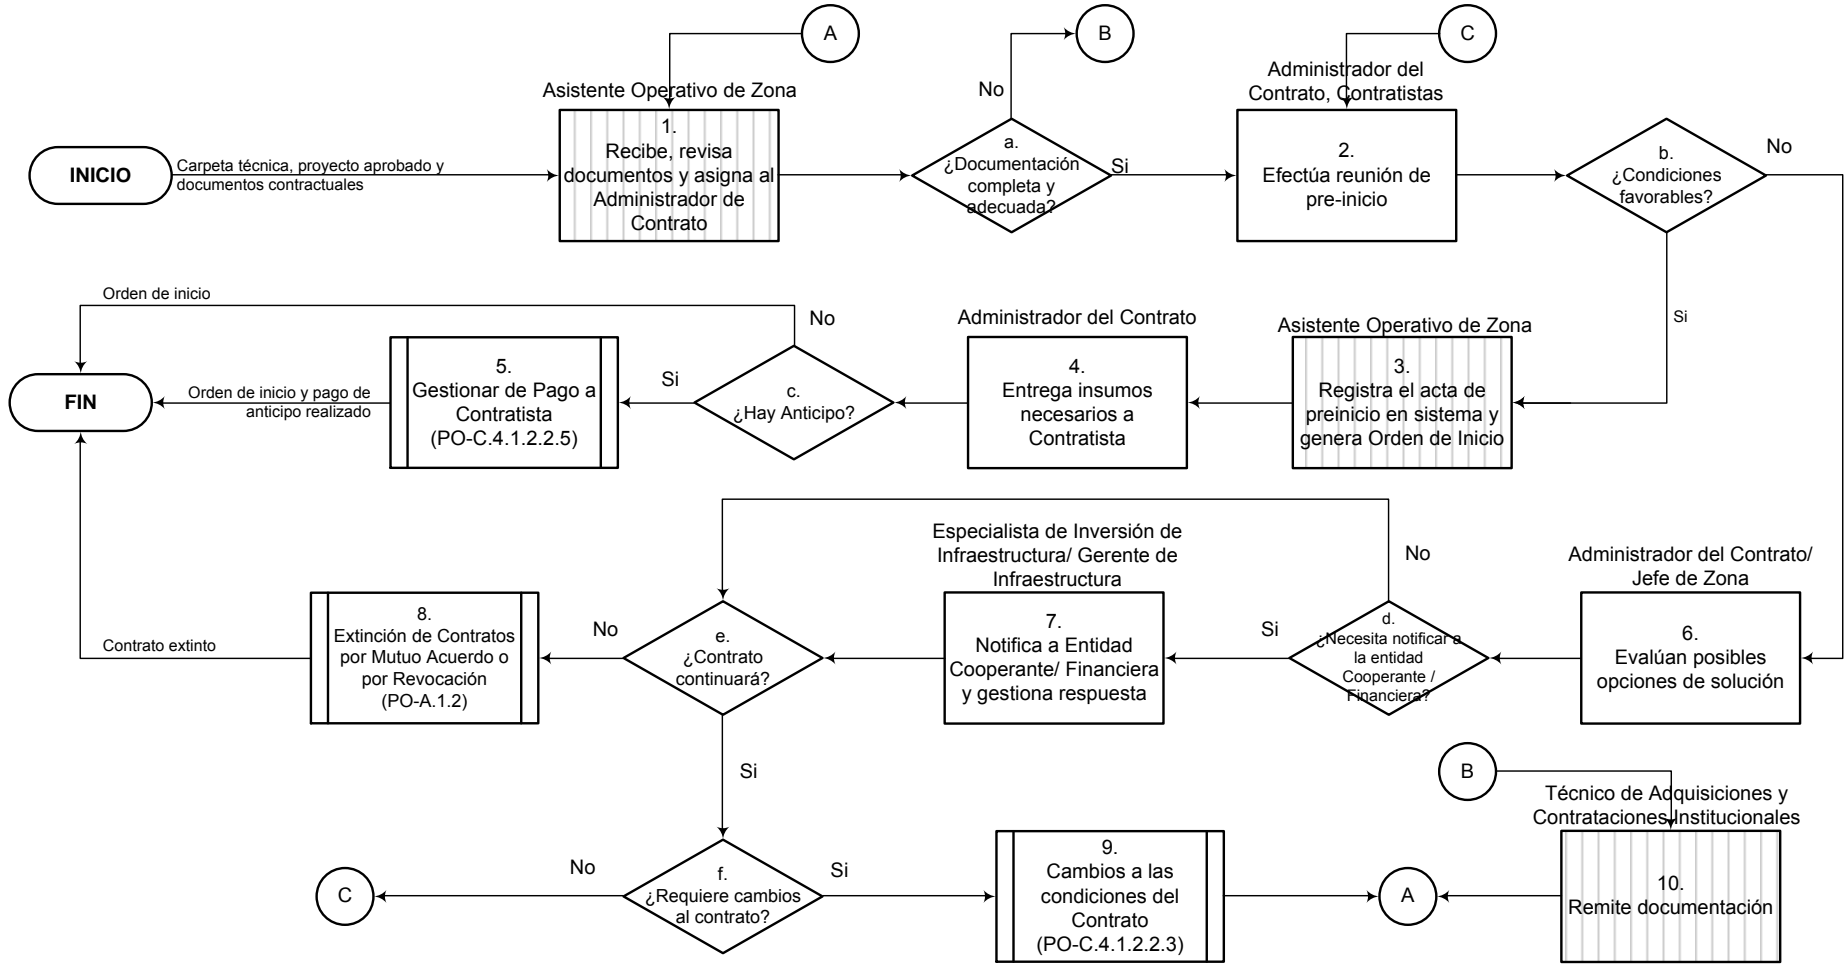 A
B
C
Asistente Operativo de Zona
No
Administrador del
Contrato, Contratistas
No
INICIO
Carpeta técnica, proyecto aprobado y
documentos contractuales
1.
Recibe, revisa
documentos y asigna al
Administrador de
Contrato
a.
¿Documentación
completa y
adecuada?
Si
2.
Efectúa reunión de
pre-inicio
b.
¿Condiciones
favorables?
Si
Orden de inicio
No
Administrador del Contrato
Asistente Operativo de Zona
FIN
Orden de inicio y pago de
anticipo realizado
5.
Gestionar de Pago a
Contratista
(PO-C.4.1.2.2.5)
Si
c.
¿Hay Anticipo?
4.
Entrega insumos
necesarios a
Contratista
3.
Registra el acta de
preinicio en sistema y
genera Orden de Inicio
Especialista de Inversión de
Infraestructura/ Gerente de
Infraestructura
No
Administrador del Contrato/
Jefe de Zona
Contrato extinto
8.
Extinción de Contratos
por Mutuo Acuerdo o
por Revocación
(PO-A.1.2)
No
e.
¿Contrato
continuará?
7.
Notifica a Entidad
Cooperante/ Financiera
y gestiona respuesta
Si
d.
¿Necesita notificar a
la entidad
Cooperante /
Financiera?
6.
Evalúan posibles
opciones de solución
Si
B
Técnico de Adquisiciones y
Contrataciones Institucionales
C
No
f.
¿Requiere cambios
al contrato?
Si
9.
Cambios a las
condiciones del
Contrato
(PO-C.4.1.2.2.3)
A
10.
Remite documentación